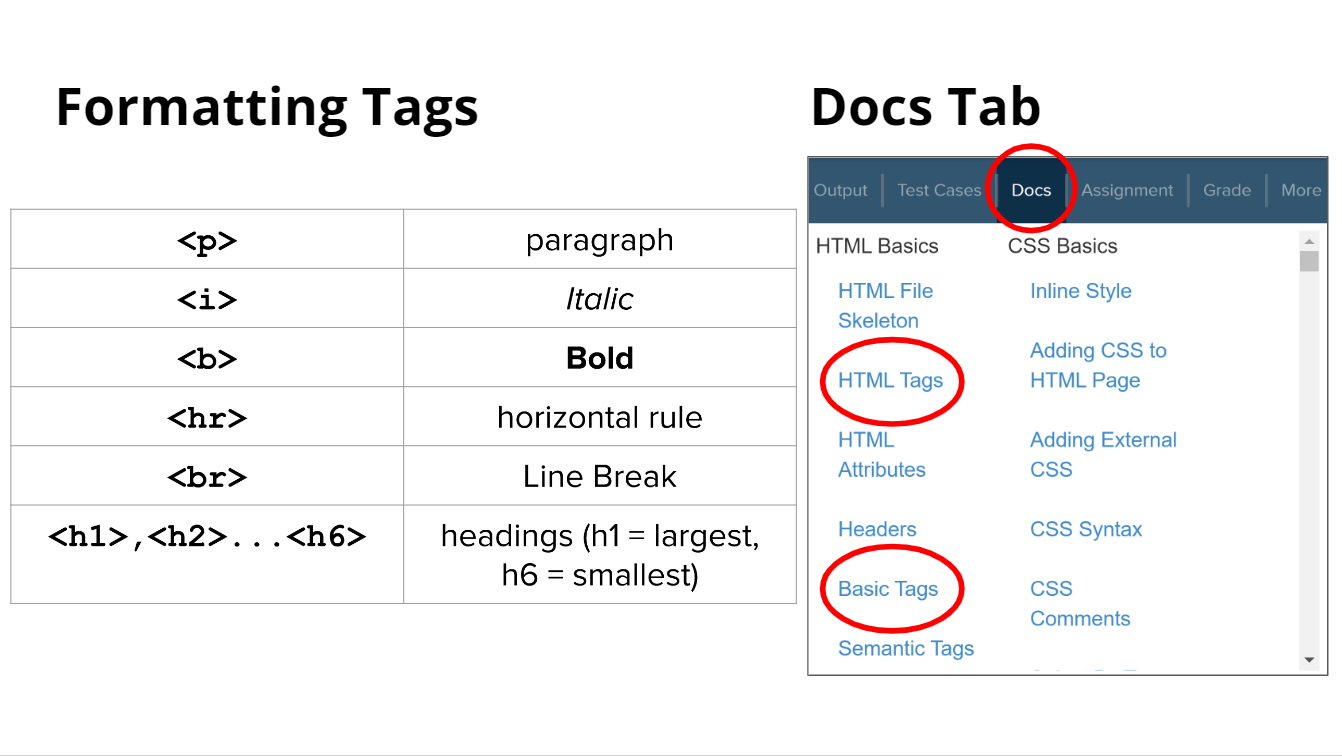 Formatting Tags
<p> paragraph
<i> Italic
<b> Bold
<hr> horizontal rule
<br> Line Break
<h1>,<h2>...<h6> headings (h1 = largest,
h6 = smallest)
Docs Tab
Output Test Cases Docs Assignment Grade More
HTML Basics
HTML File
Skeleton
HTML Tags
HTML
Attributes
Headers
Basic Tags
Semantic Tags
CSS Basics
Inline Style
Adding CSS to
HTML Page
Adding External
CSS
CSS Syntax
CSS
Comments